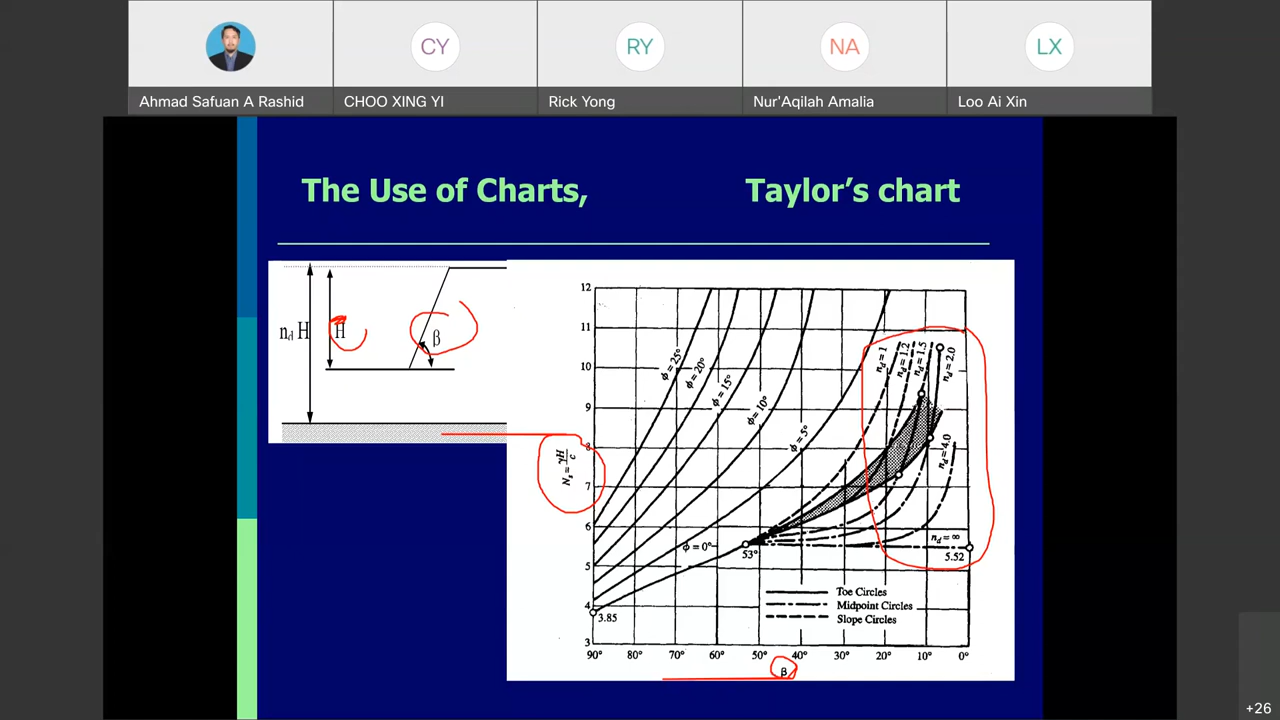 CY
RY
NA
LX
Ahmad Safuan A Rashid
CHOO XING YI
Rick Yong
Nur'Aqilah Amalia
Loo Ai Xin
The Use of Charts,
Taylor's chart
n_d H
H
β
12
11
10
9
8
7
6
5
4
3
N_s = γH/c
ϕ = 25°
ϕ = 20°
ϕ = 15°
ϕ = 10°
ϕ = 5°
ϕ = 0°
n_d = 1
n_d = 1.2
n_d = 1.5
n_d = 2.0
n_d = 4.0
n_d = ∞
53°
5.52
3.85
Toe Circles
Midpoint Circles
Slope Circles
90° 80° 70° 60° 50° 40° 30° 20° 10° 0°
β
+26